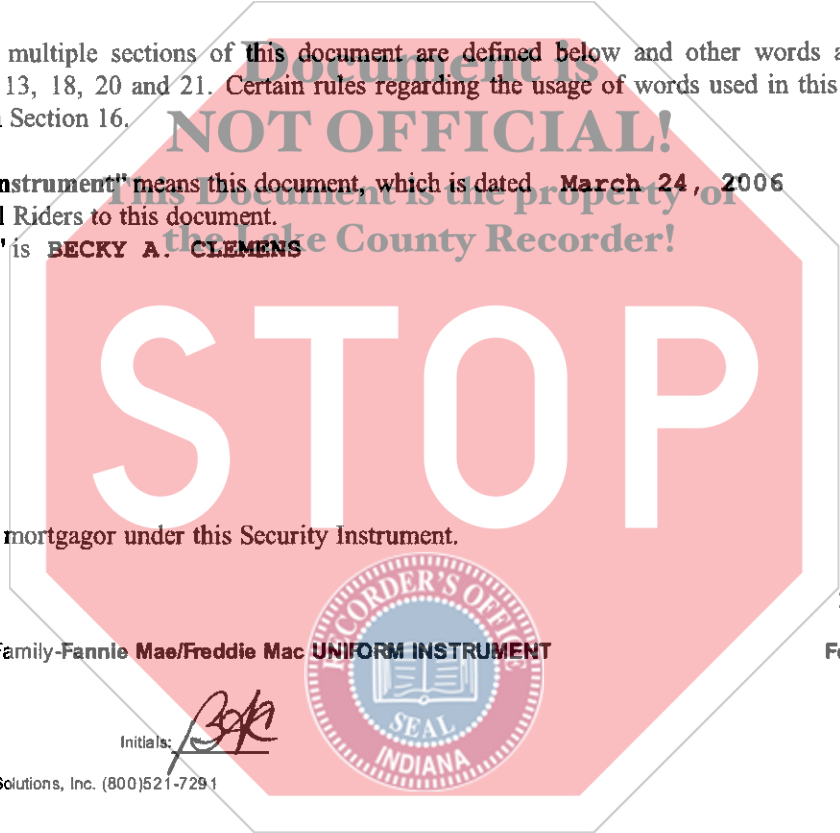 Document is
multiple sections of this document are defined below and other words a
13, 18, 20 and 21. Certain rules regarding the usage of words used in this
Section 16.
NOT OFFICIAL!
nstrument" means this document, which is dated March 24, 2006
This Document is the property of
l Riders to this document.
the Lake County Recorder!
" is BECKY A. CLEMENS
STOP
mortgagor under this Security Instrument.
RECORDER'S OFFICE
SEAL
INDIANA
Family-Fannie Mae/Freddie Mac UNIFORM INSTRUMENT
Fo
Initials: BAC
Solutions, Inc. (800)521-7291